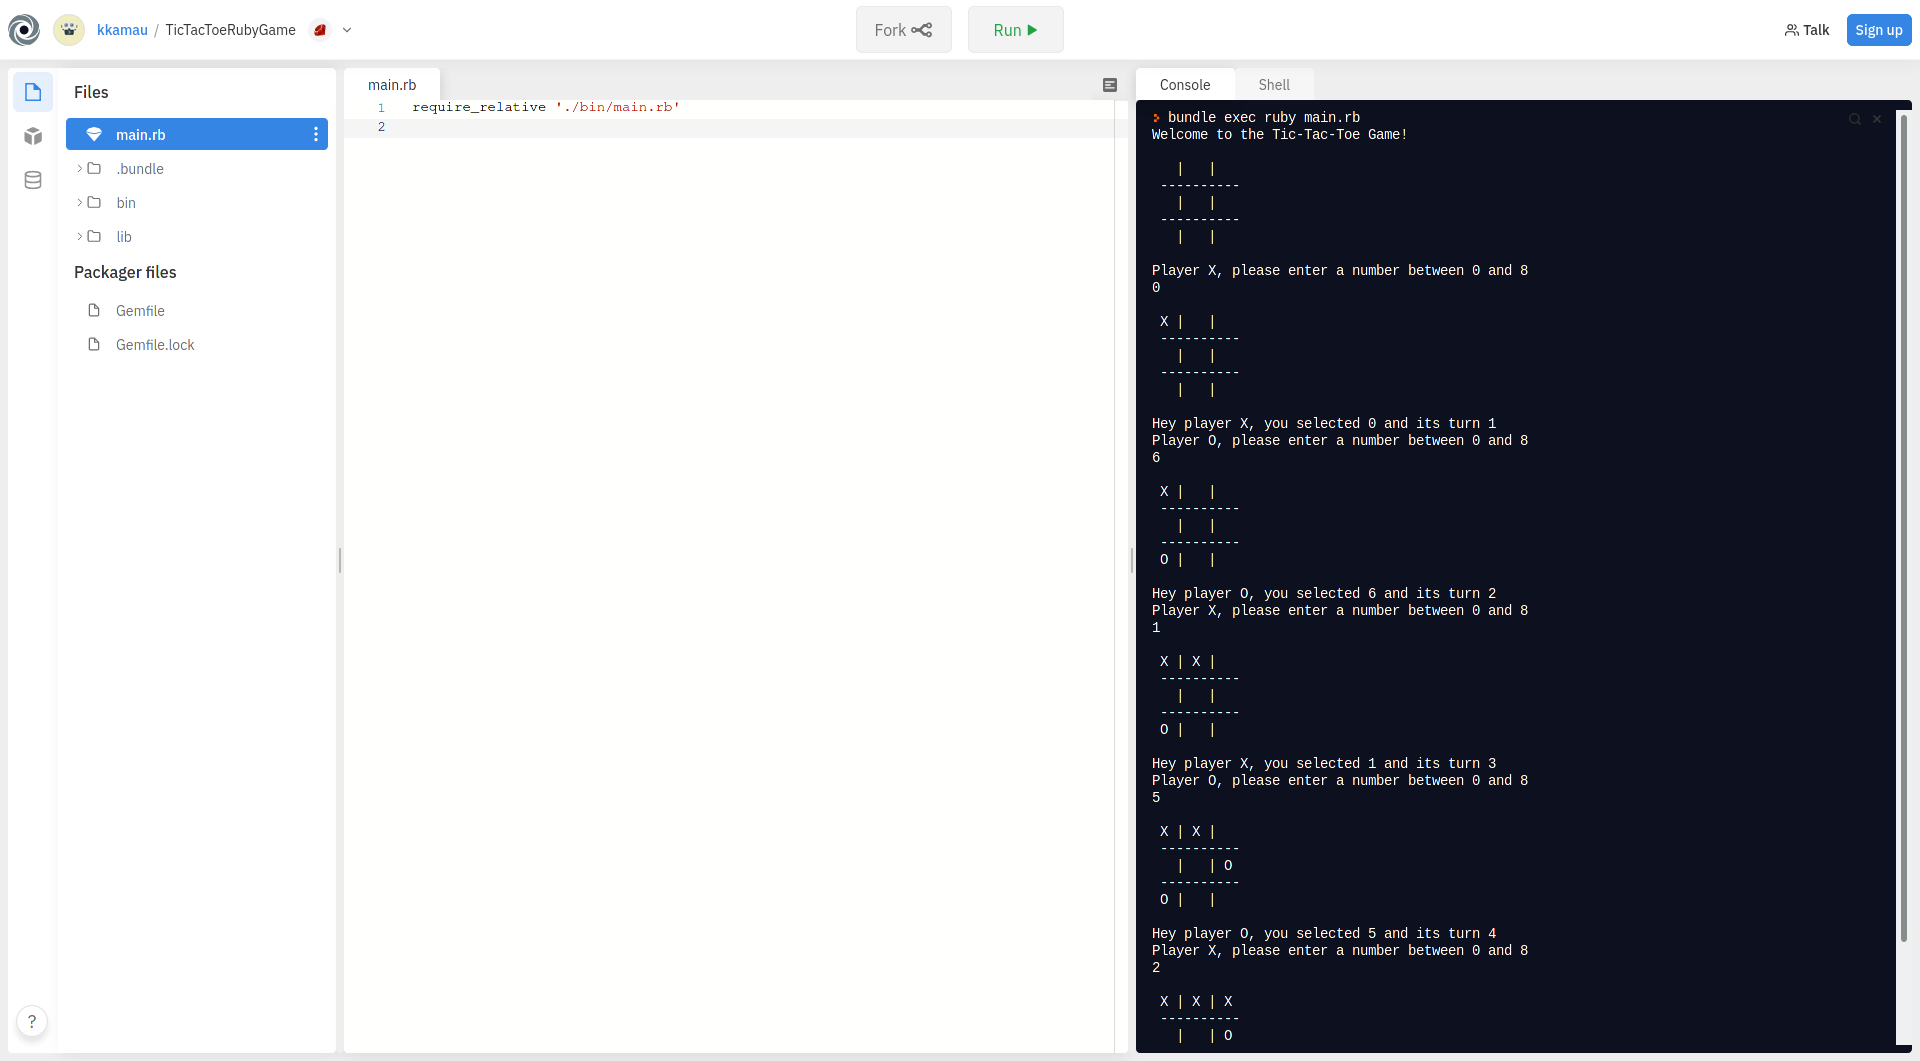 kkamau / TicTacToeRubyGame
Fork
Run
Talk
Sign up
Files
main.rb
.bundle
bin
lib
Packager files
Gemfile
Gemfile.lock
?
main.rb
1 require_relative './bin/main.rb'
2
Console
Shell
bundle exec ruby main.rb
Welcome to the Tic-Tac-Toe Game!
|   |
----------
|   |
----------
|   |
Player X, please enter a number between 0 and 8
0
X |   |
----------
|   |
----------
|   |
Hey player X, you selected 0 and its turn 1
Player O, please enter a number between 0 and 8
6
X |   |
----------
|   |
----------
O |   |
Hey player O, you selected 6 and its turn 2
Player X, please enter a number between 0 and 8
1
X | X |
----------
|   |
----------
O |   |
Hey player X, you selected 1 and its turn 3
Player O, please enter a number between 0 and 8
5
X | X |
----------
|   | O
----------
O |   |
Hey player O, you selected 5 and its turn 4
Player X, please enter a number between 0 and 8
2
X | X | X
----------
|   | O